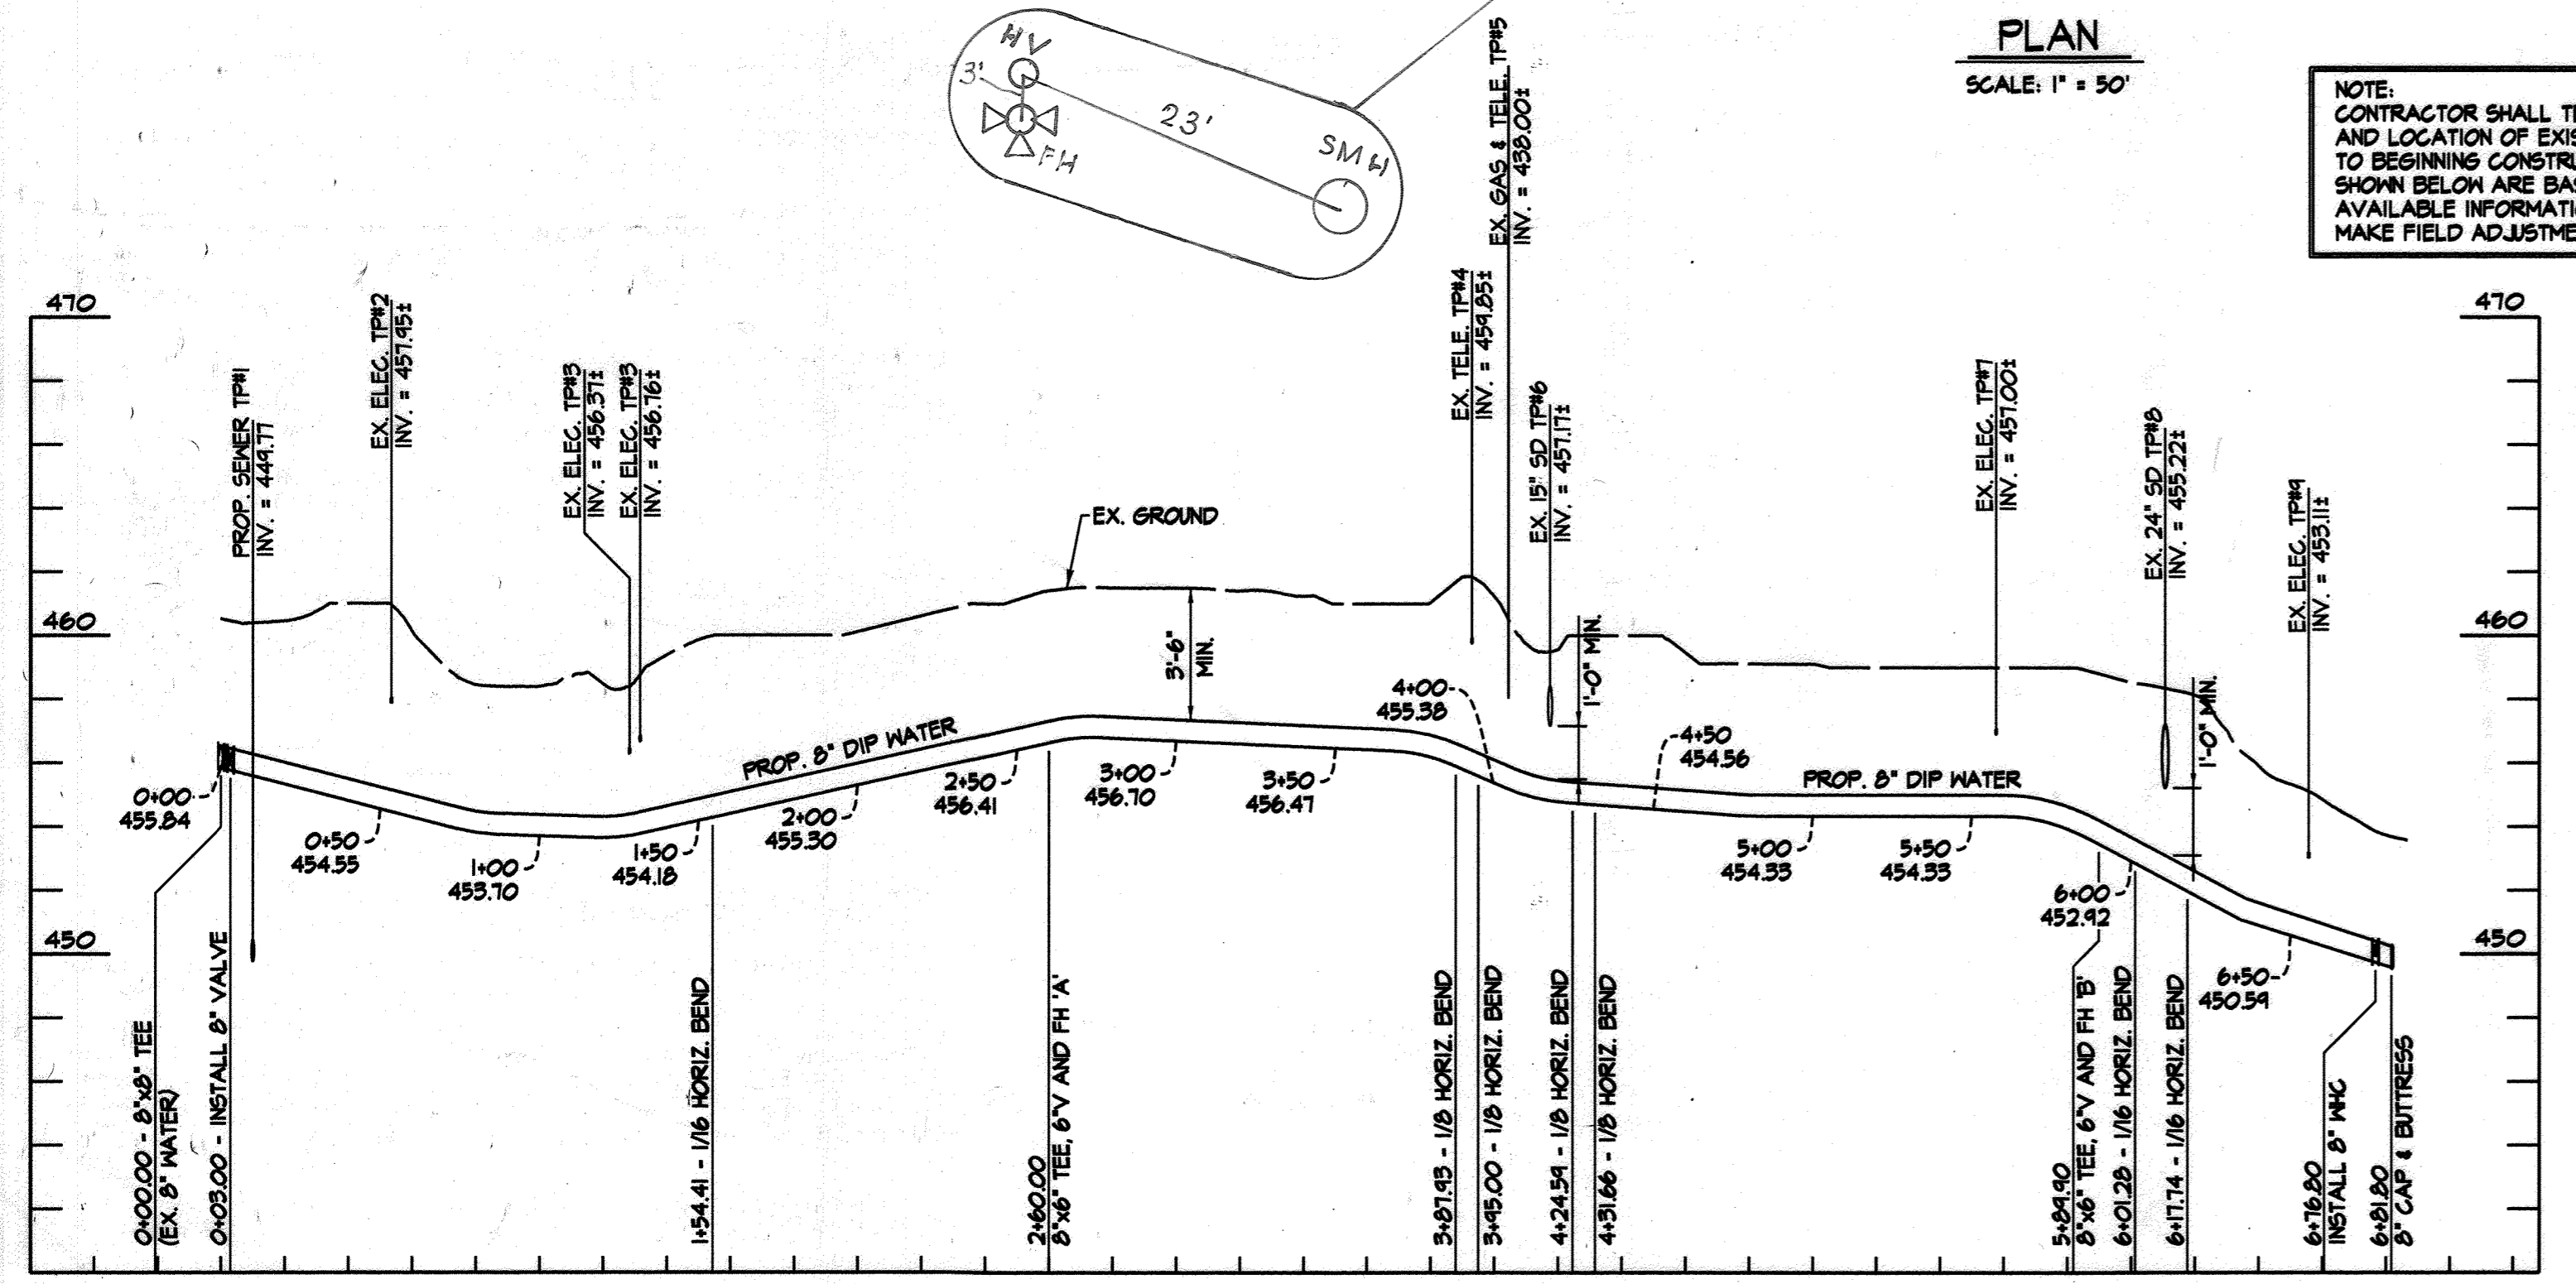 PLAN
SCALE: 1" = 50'
HV
3'
23'
FH
SMH
NOTE:
CONTRACTOR SHALL
AND LOCATION OF
TO BEGINNING
SHOWN BELOW ARE
AVAILABLE
MAKE FIELD
470
470
460
460
450
450
PROP. SEWER TP#1
INV. = 449.77
EX. ELEC. TP#2
INV. = 457.95±
EX. ELEC. TP#3
INV. = 456.37±
EX. ELEC. TP#3
INV. = 456.76±
EX. GROUND
3'-6"
MIN.
EX. TELE. TP#4
INV. = 459.85±
EX. GAS & TELE. TP#5
INV. = 438.00±
EX. 15" SD TP#6
INV. = 457.17±
1'-0" MIN.
EX. ELEC. TP#7
INV. = 457.00±
EX. 24" SD TP#8
INV. = 455.22±
1'-0" MIN.
EX. ELEC. TP#9
INV. = 453.11±
PROP. 8" DIP WATER
PROP. 8" DIP WATER
0+00
455.84
0+50
454.55
1+00
453.70
1+50
454.18
2+00
455.30
2+50
456.41
3+00
456.70
3+50
456.47
4+00
455.38
4+50
454.56
5+00
454.33
5+50
454.33
6+00
452.92
6+50
450.59
0+00.00 - 8"x8" TEE
(EX. 8" WATER)
0+03.00 - INSTALL 8" VALVE
1+54.41 - 1/16 HORIZ. BEND
2+60.00
8"x6" TEE, 6"V AND FH 'A'
3+87.93 - 1/8 HORIZ. BEND
3+95.00 - 1/8 HORIZ. BEND
4+24.59 - 1/8 HORIZ. BEND
4+31.66 - 1/8 HORIZ. BEND
5+89.90
8"x6" TEE, 6"V AND FH 'B'
6+01.28 - 1/16 HORIZ. BEND
6+17.74 - 1/16 HORIZ. BEND
6+76.80
INSTALL 8" WHC
6+81.80
8" CAP & BUTTRESS